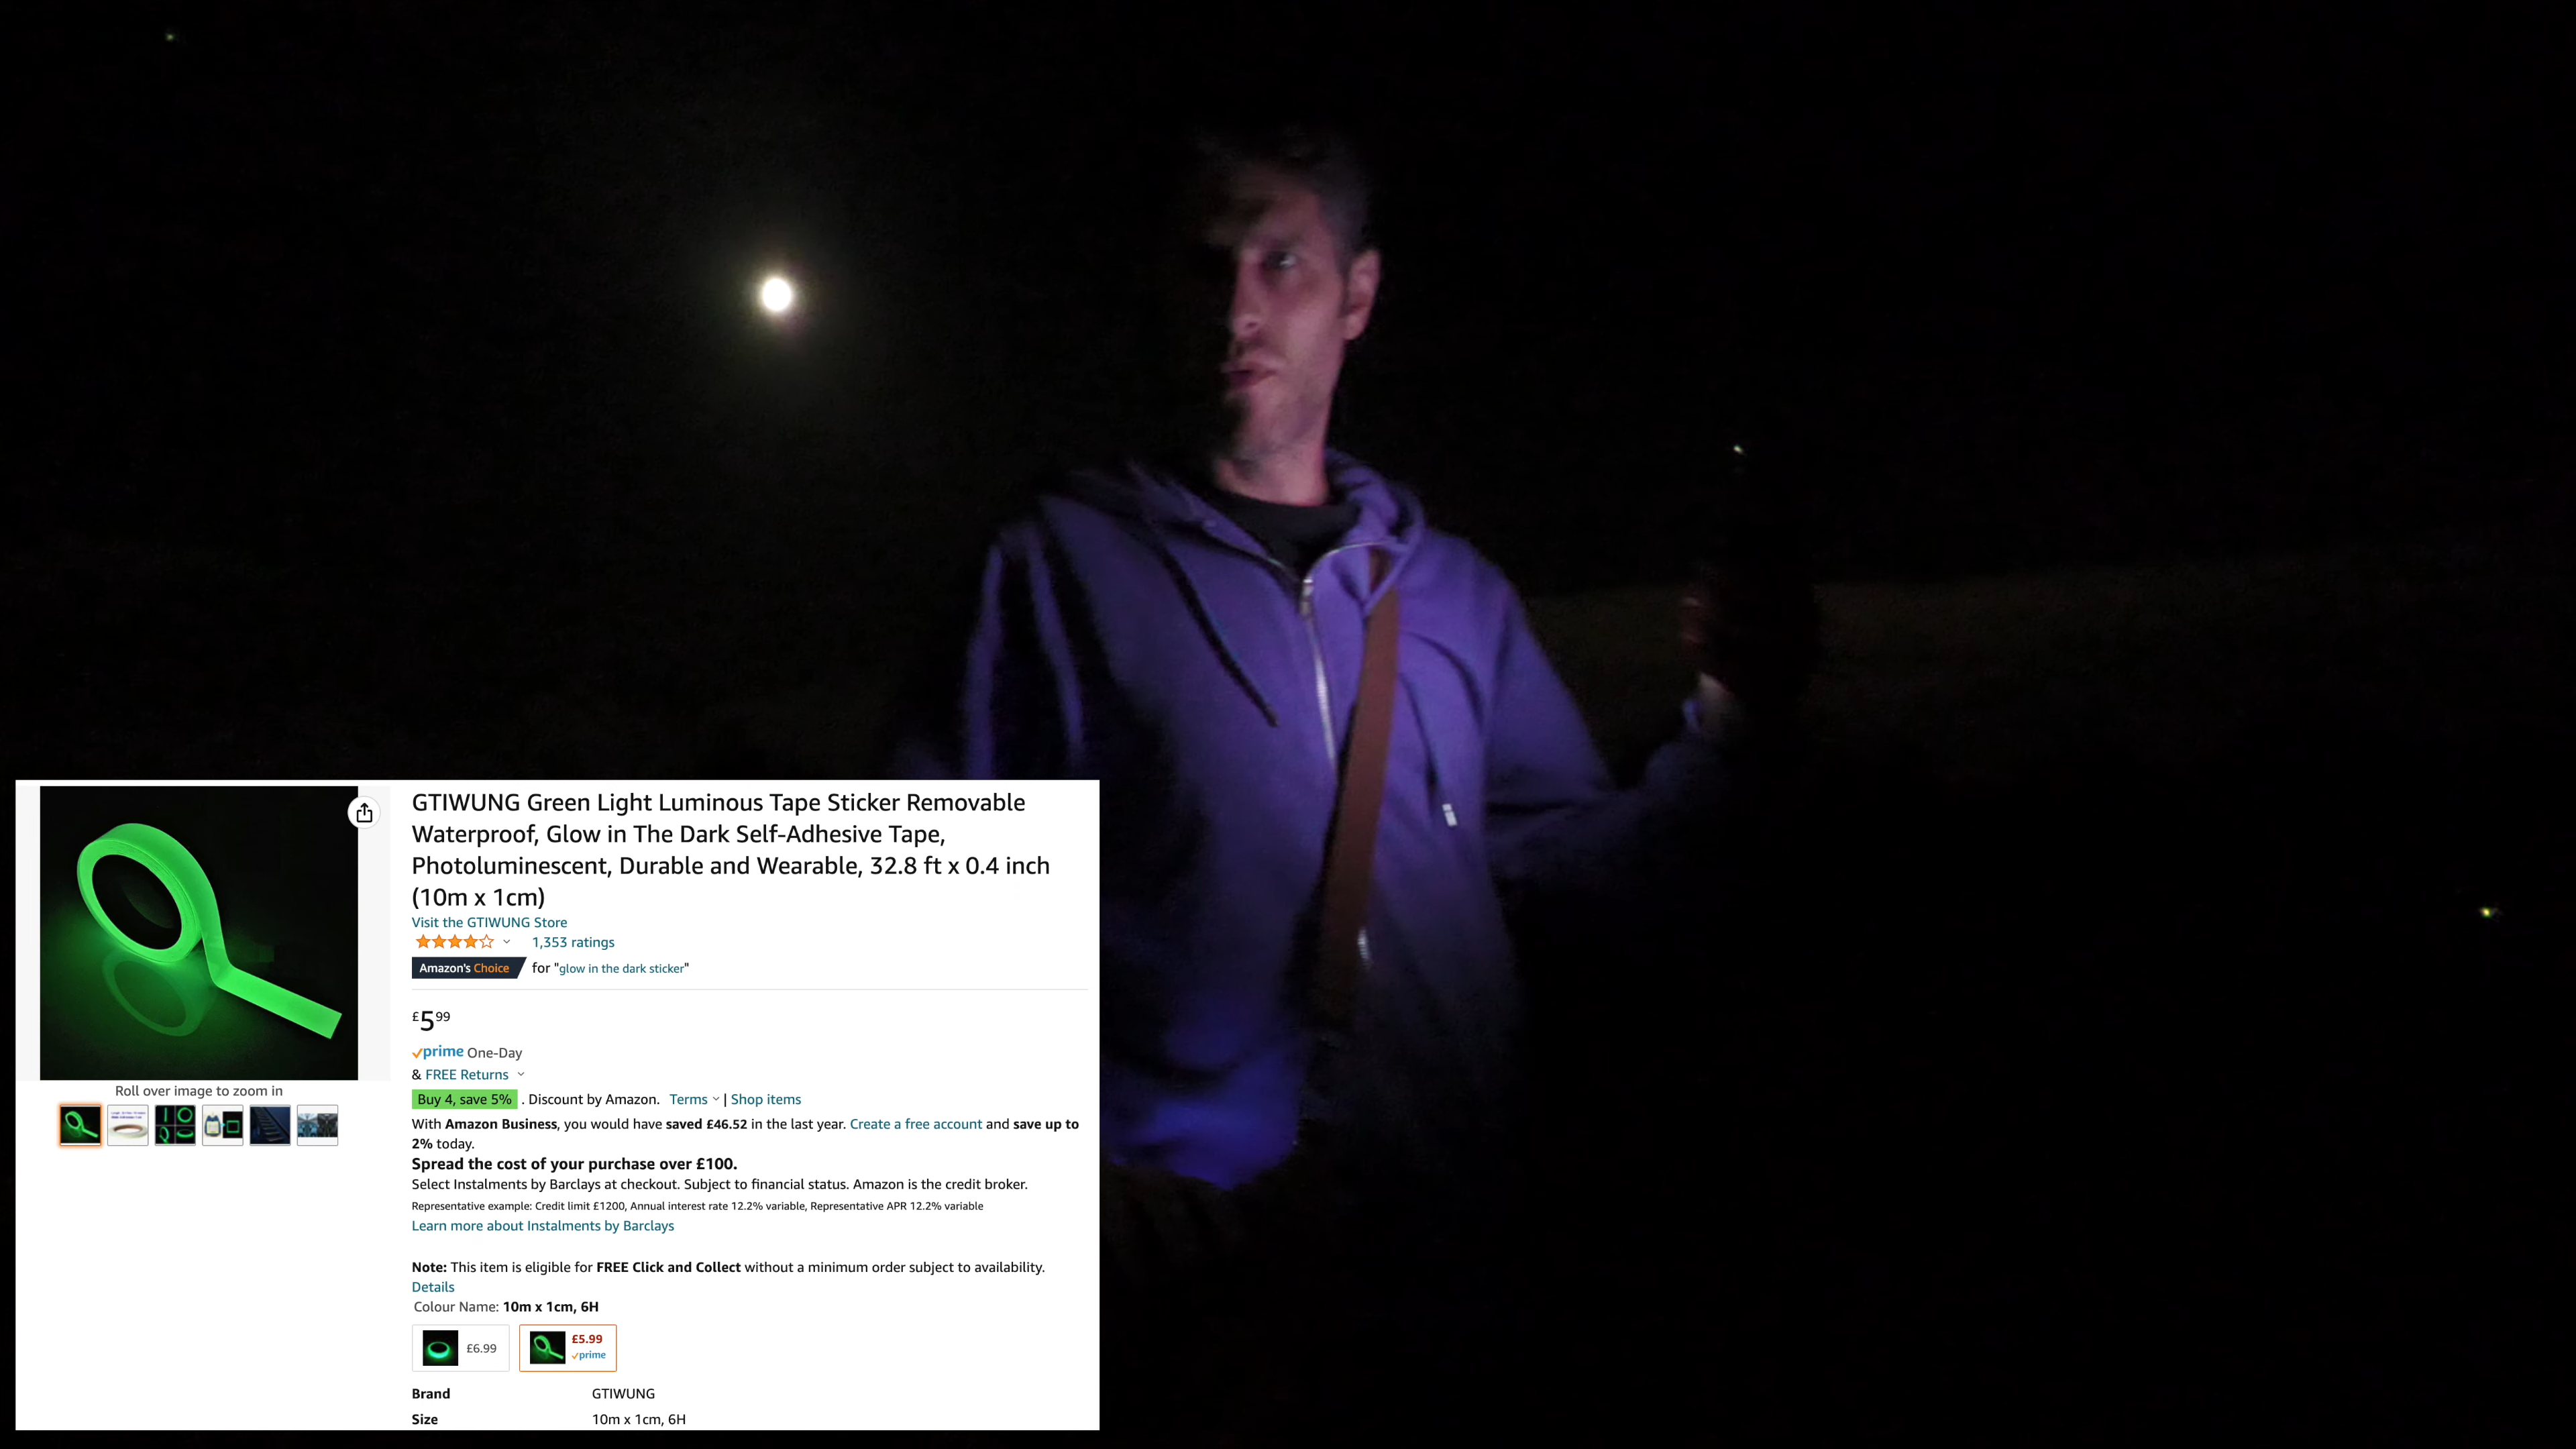 GTIWUNG Green Light Luminous Tape Sticker Removable
Waterproof, Glow in The Dark Self-Adhesive Tape,
Photoluminescent, Durable and Wearable, 32.8 ft x 0.4 inch
(10m x 1cm)
Visit the GTIWUNG Store
1,353 ratings
Amazon's Choice for "glow in the dark sticker"
£5.99
prime One-Day
& FREE Returns
Buy 4, save 5% . Discount by Amazon. Terms | Shop items
With Amazon Business, you would have saved £46.52 in the last year. Create a free account and save up to
2% today.
Spread the cost of your purchase over £100.
Select Instalments by Barclays at checkout. Subject to financial status. Amazon is the credit broker.
Representative example: Credit limit £1200, Annual interest rate 12.2% variable, Representative APR 12.2% variable
Learn more about Instalments by Barclays
Note: This item is eligible for FREE Click and Collect without a minimum order subject to availability.
Details
Colour Name: 10m x 1cm, 6H
£6.99
£5.99
prime
Brand GTIWUNG
Size 10m x 1cm, 6H
Roll over image to zoom in